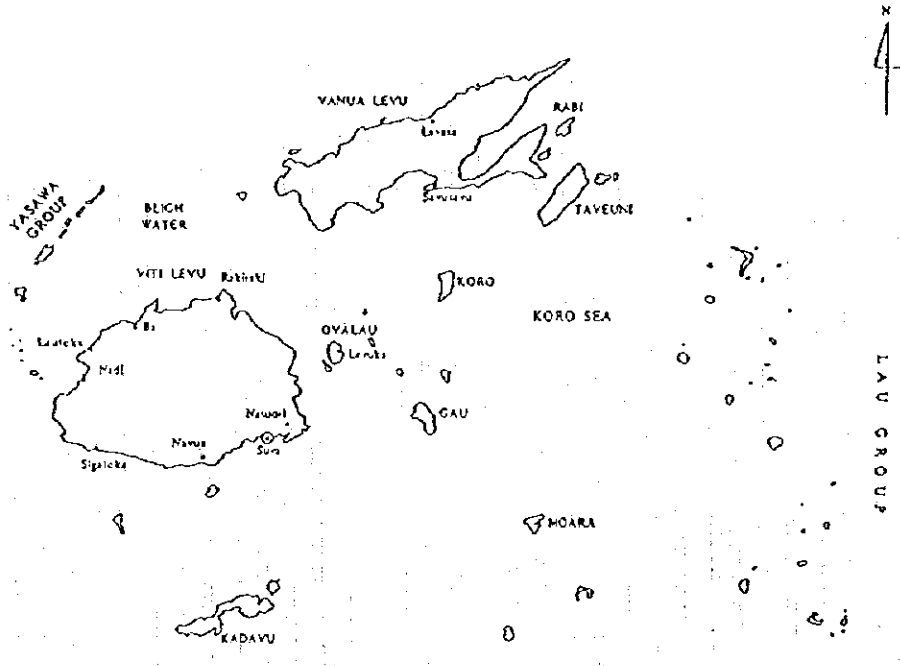 N
VANUA LEVU
RABI
Labasa
Savusavu
TAVEUNI
YASAWA
GROUP
BLIGH
WATER
VITI LEVU
Rakiraki
KORO
KORO SEA
Ba
OVALAU
Levuka
Lautoka
Nadi
LAU GROUP
GAU
Nausori
Navua
Suva
Sigatoka
MOARA
KADAVU